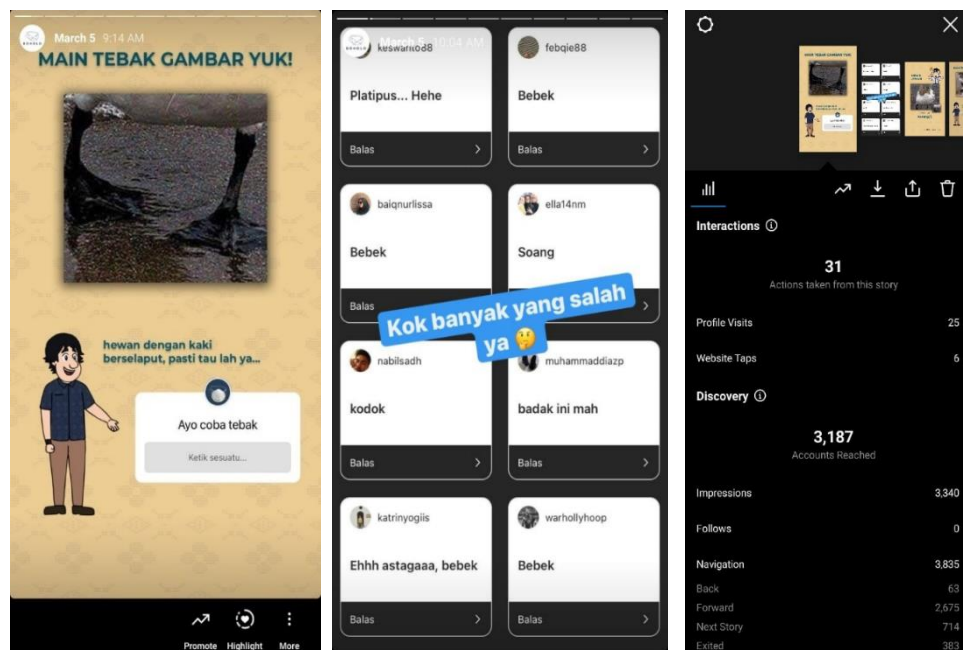 March 5 9:14 AM
MAIN TEBAK GAMBAR YUK!
hewan dengan kaki
berselaput, pasti tau lah ya...
Ayo coba tebak
Ketik sesuatu...
Promote Highlight More
March 5 10:04 AM
febqie88
Platipus... Hehe
Bebek
Balas
Balas
baiqnurlissa
ella14nm
Bebek
Soang
Balas
Kok banyak yang salah
ya 🤔
nabilsadh
muhammaddiazp
kodok
badak ini mah
Balas
Balas
katrinyogiis
warhollyhoop
Ehhh astagaaa, bebek
Bebek
Balas
Balas
Interactions
31
Actions taken from this story
Profile Visits 25
Website Taps 6
Discovery
3,187
Accounts Reached
Impressions 3,340
Follows 0
Navigation 3,835
Back 63
Forward 2,675
Next Story 714
Exited 383